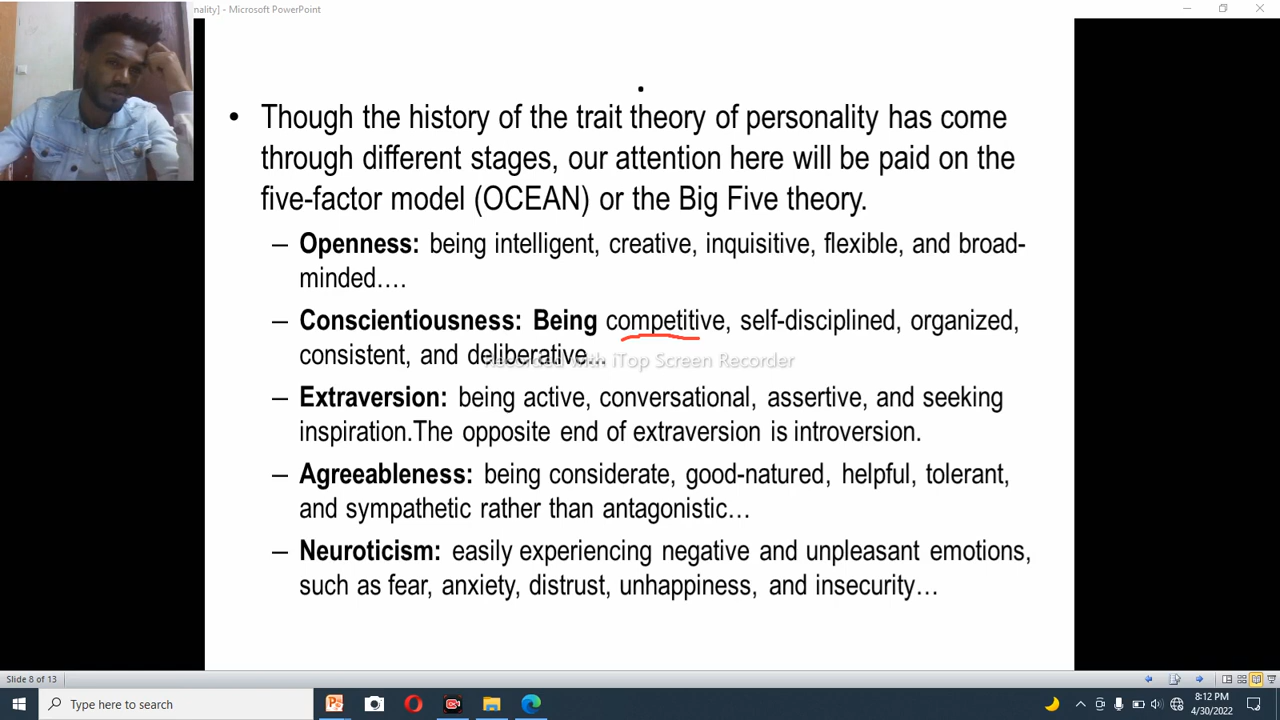 nality] - Microsoft PowerPoint
• Though the history of the trait theory of personality has come
through different stages, our attention here will be paid on the
five-factor model (OCEAN) or the Big Five theory.
– Openness: being intelligent, creative, inquisitive, flexible, and broad-
minded….
– Conscientiousness: Being competitive, self-disciplined, organized,
consistent, and deliberative…
Recorded with iTop Screen Recorder
– Extraversion: being active, conversational, assertive, and seeking
inspiration.The opposite end of extraversion is introversion.
– Agreeableness: being considerate, good-natured, helpful, tolerant,
and sympathetic rather than antagonistic…
– Neuroticism: easily experiencing negative and unpleasant emotions,
such as fear, anxiety, distrust, unhappiness, and insecurity…
Slide 8 of 13
Type here to search
8:12 PM
4/30/2022